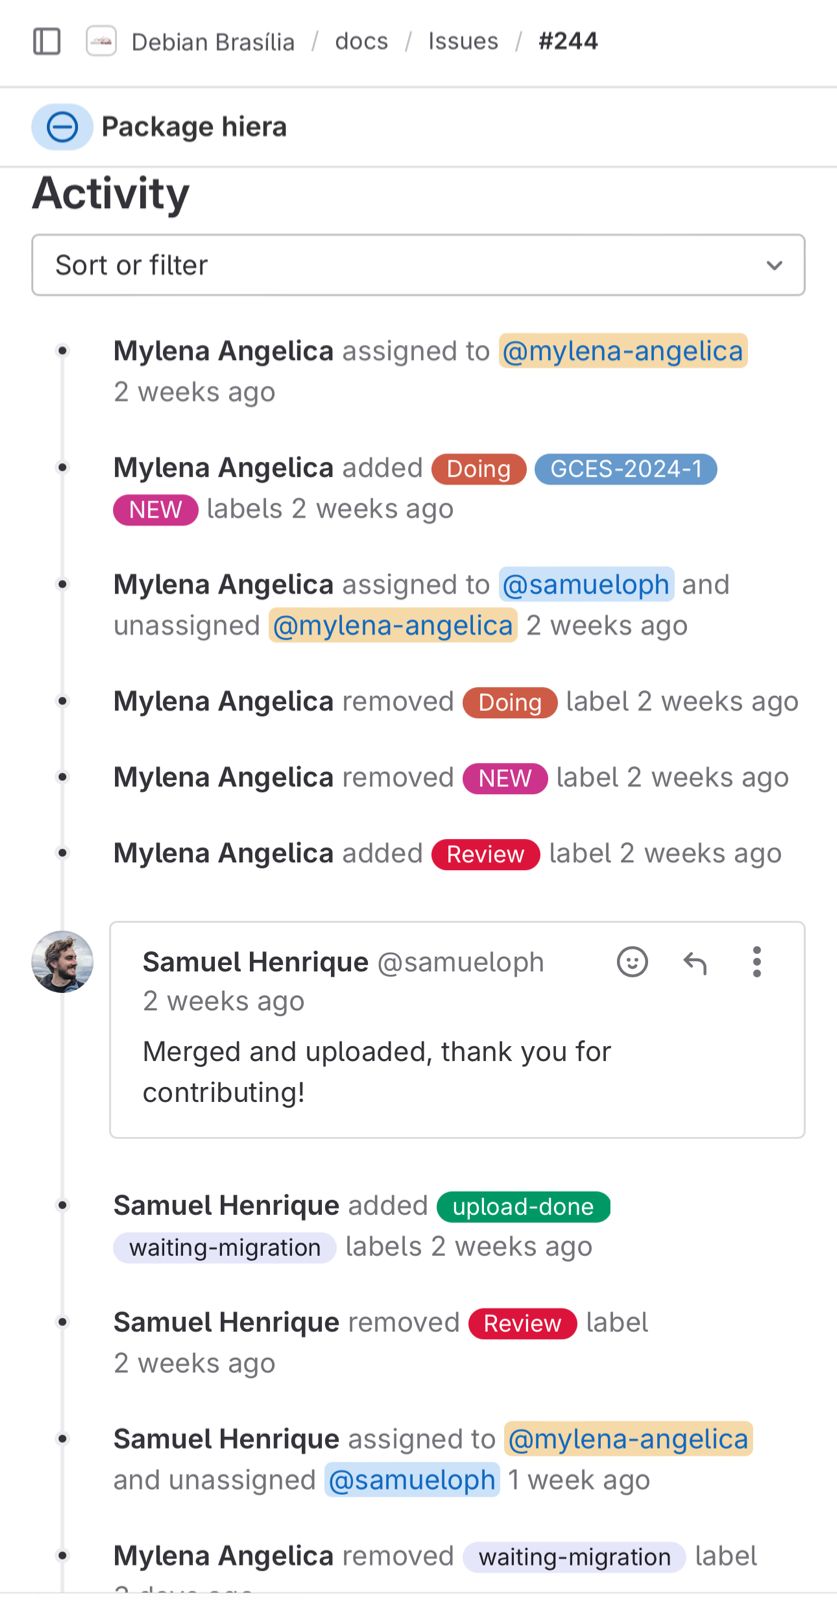 Debian Brasília / docs / Issues / #244
Package hiera
Activity
Sort or filter
Mylena Angelica assigned to @mylena-angelica
2 weeks ago
Mylena Angelica added Doing GCES-2024-1
NEW labels 2 weeks ago
Mylena Angelica assigned to @samueloph and
unassigned @mylena-angelica 2 weeks ago
Mylena Angelica removed Doing label 2 weeks ago
Mylena Angelica removed NEW label 2 weeks ago
Mylena Angelica added Review label 2 weeks ago
Samuel Henrique @samueloph
2 weeks ago
Merged and uploaded, thank you for
contributing!
Samuel Henrique added upload-done
waiting-migration labels 2 weeks ago
Samuel Henrique removed Review label
2 weeks ago
Samuel Henrique assigned to @mylena-angelica
and unassigned @samueloph 1 week ago
Mylena Angelica removed waiting-migration label
days ago